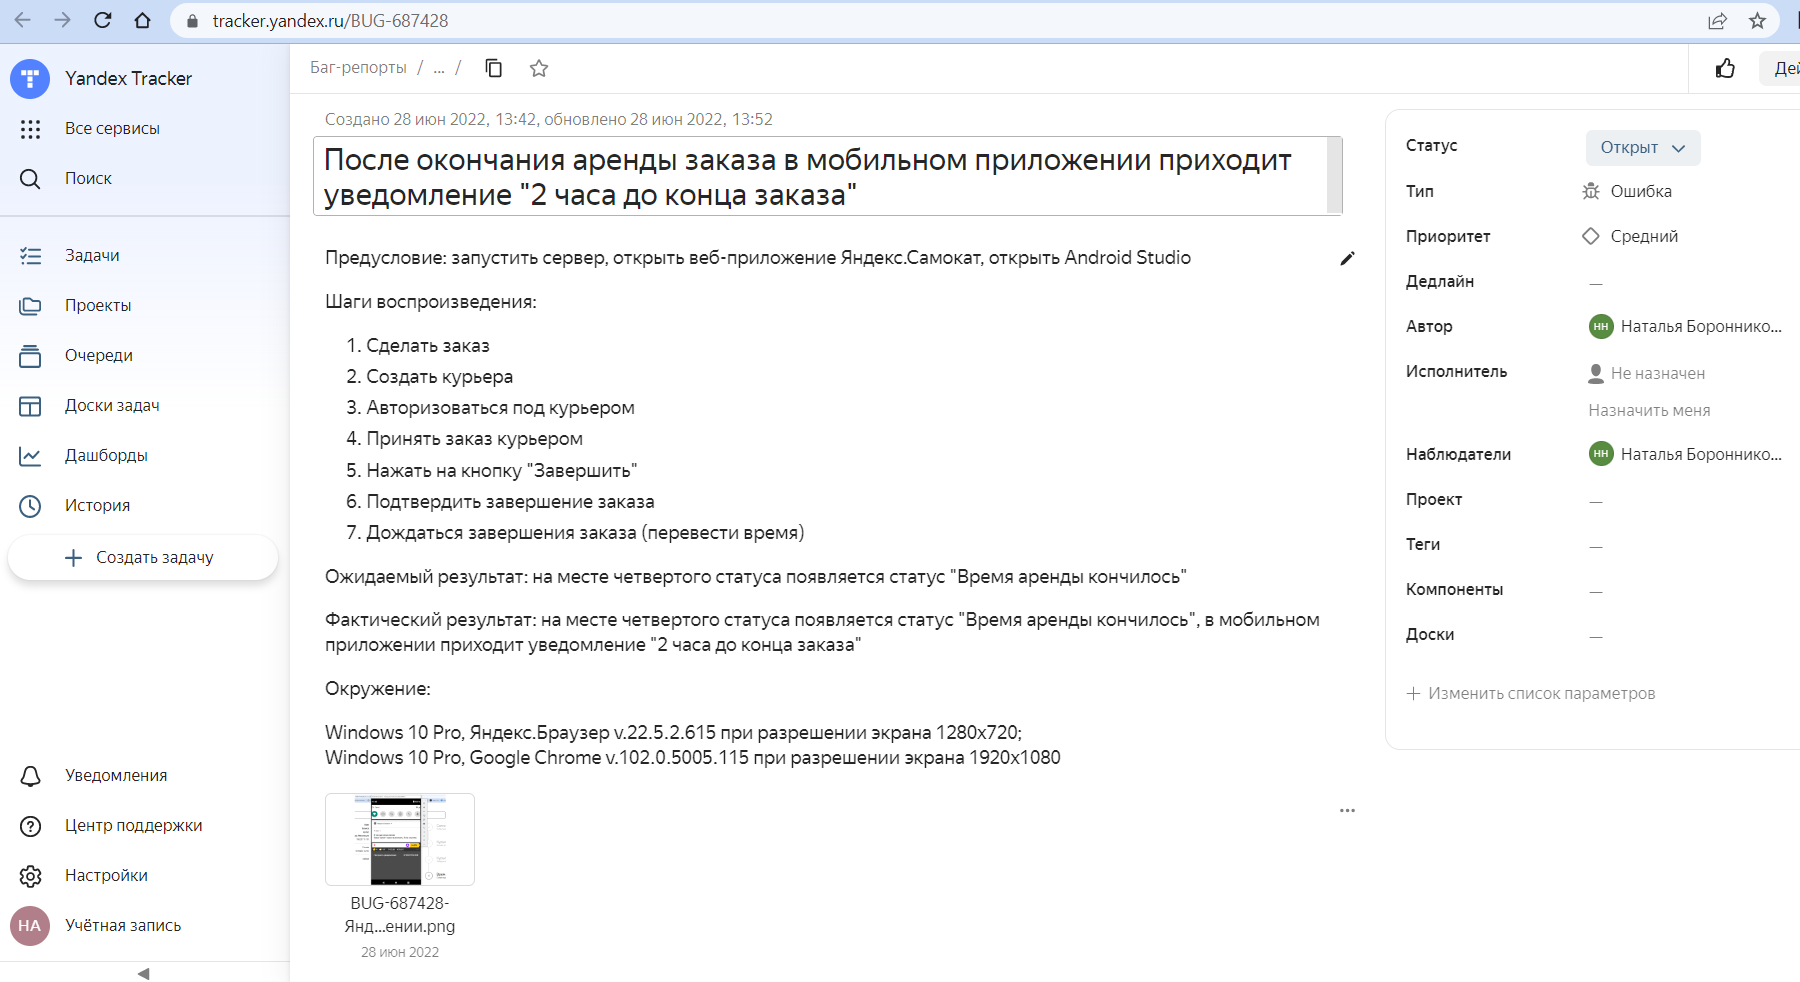 tracker.yandex.ru/BUG-687428
Yandex Tracker
Все сервисы
Поиск
Задачи
Проекты
Очереди
Доски задач
Дашборды
История
Создать задачу
Уведомления
Центр поддержки
Настройки
НА Учётная запись
Баг-репорты / ... /
Дей
Создано 28 июн 2022, 13:42, обновлено 28 июн 2022, 13:52
После окончания аренды заказа в мобильном приложении приходит
уведомление "2 часа до конца заказа"
Предусловие: запустить сервер, открыть веб-приложение Яндекс.Самокат, открыть Android Studio
Шаги воспроизведения:
1. Сделать заказ
2. Создать курьера
3. Авторизоваться под курьером
4. Принять заказ курьером
5. Нажать на кнопку "Завершить"
6. Подтвердить завершение заказа
7. Дождаться завершения заказа (перевести время)
Ожидаемый результат: на месте четвертого статуса появляется статус "Время аренды кончилось"
Фактический результат: на месте четвертого статуса появляется статус "Время аренды кончилось", в мобильном
приложении приходит уведомление "2 часа до конца заказа"
Окружение:
Windows 10 Pro, Яндекс.Браузер v.22.5.2.615 при разрешении экрана 1280x720;
Windows 10 Pro, Google Chrome v.102.0.5005.115 при разрешении экрана 1920x1080
BUG-687428-
Янд...ении.png
28 июн 2022
Статус Открыт
Тип Ошибка
Приоритет Средний
Дедлайн —
Автор НН Наталья Боронніко...
Исполнитель Не назначен
Назначить меня
Наблюдатели НН Наталья Боронніко...
Проект —
Теги —
Компоненты —
Доски —
Изменить список параметров